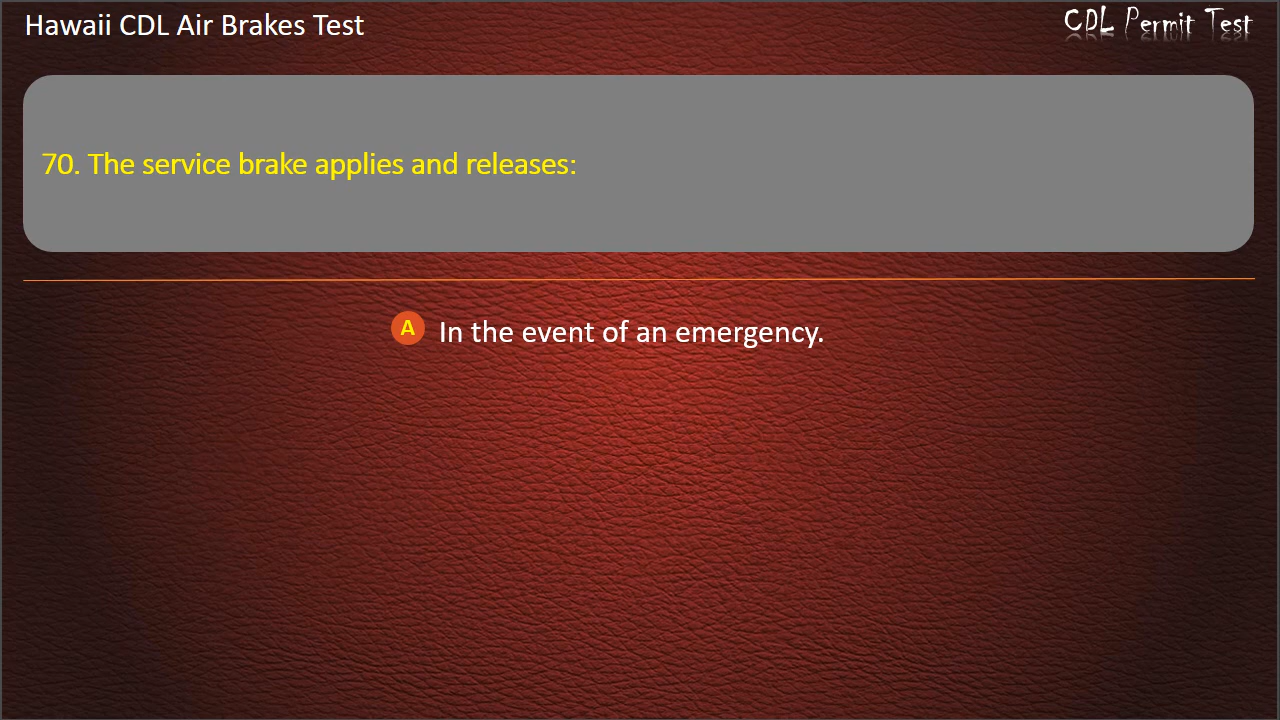 Hawaii CDL Air Brakes Test
CDL Permit Test
70. The service brake applies and releases:
A In the event of an emergency.